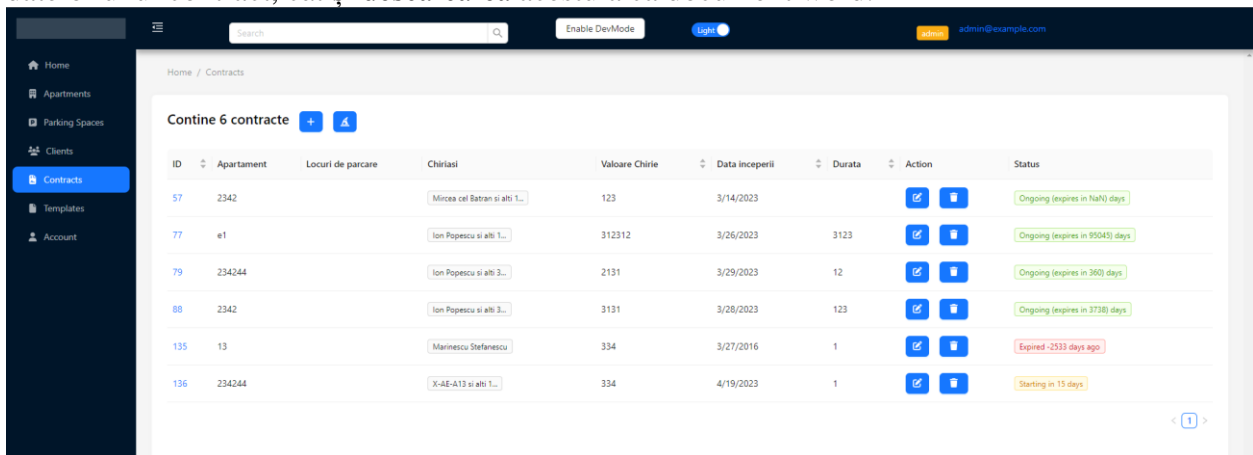 Search
Enable DevMode
Light
admin
admin@example.com
Home
Apartments
Parking Spaces
Clients
Contracts
Templates
Account
Home / Contracts
Contine 6 contracte +
ID Apartament Locuri de parcare Chiriasi Valoare Chirie Data inceperii Durata Action Status
57 2342 Mircea cel Batran si alti 1... 123 3/14/2023 Ongoing (expires in NaN) days
77 e1 Ion Popescu si alti 1... 312312 3/26/2023 3123 Ongoing (expires in 95045) days
79 234244 Ion Popescu si alti 3... 2131 3/29/2023 12 Ongoing (expires in 360) days
88 2342 Ion Popescu si alti 3... 3131 3/28/2023 123 Ongoing (expires in 3738) days
135 13 Marinescu Stefanescu 334 3/27/2016 1 Expired -2533 days ago
136 234244 X-AE-A13 si alti 1... 334 4/19/2023 1 Starting in 15 days
< 1 >